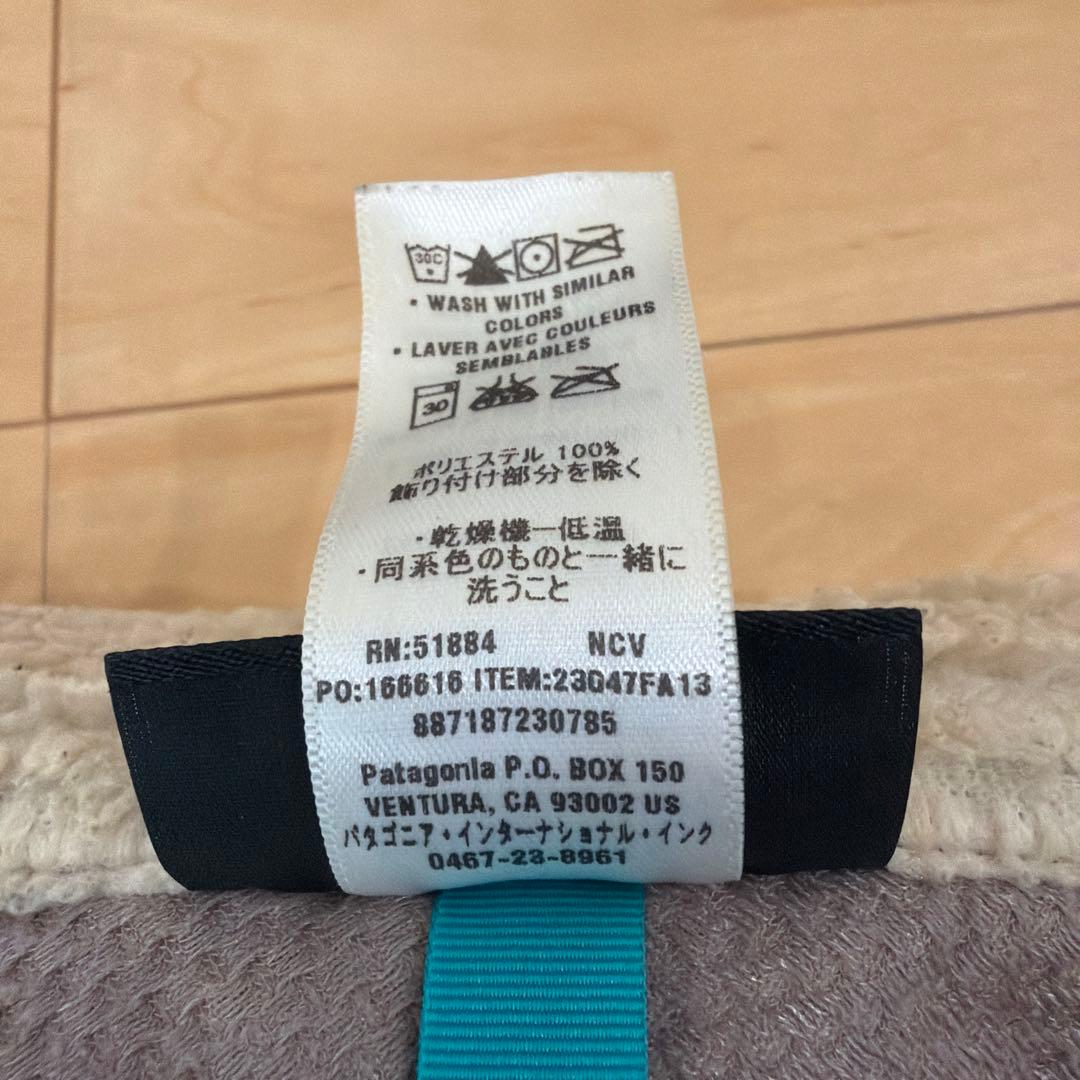 30C
• WASH WITH SIMILAR
COLORS
• LAVER AVEC COULEURS
SEMBLABLES
30
ポリエステル 100%
飾り付け部分を除く
・乾燥機ー低温
・同系色のものと一緒に
洗うこと
RN:51884 NCV
PO:166616 ITEM:23047FA13
887187230785
Patagonia P.O. BOX 150
VENTURA, CA 93002 US
パタゴニア・インターナショナル・インク
0467-23-8961